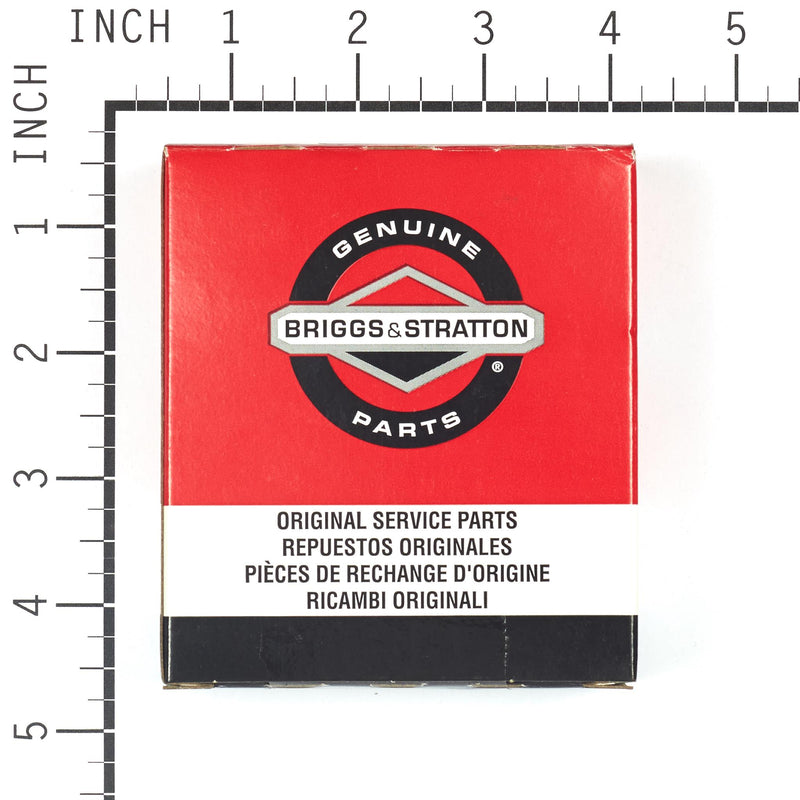 INCH 1 2 3 4 5
INCH
1
2
3
4
5
GENUINE
BRIGGS&STRATTON
®
PARTS
ORIGINAL SERVICE PARTS
REPUESTOS ORIGINALES
PIÈCES DE RECHANGE D'ORIGINE
RICAMBI ORIGINALI